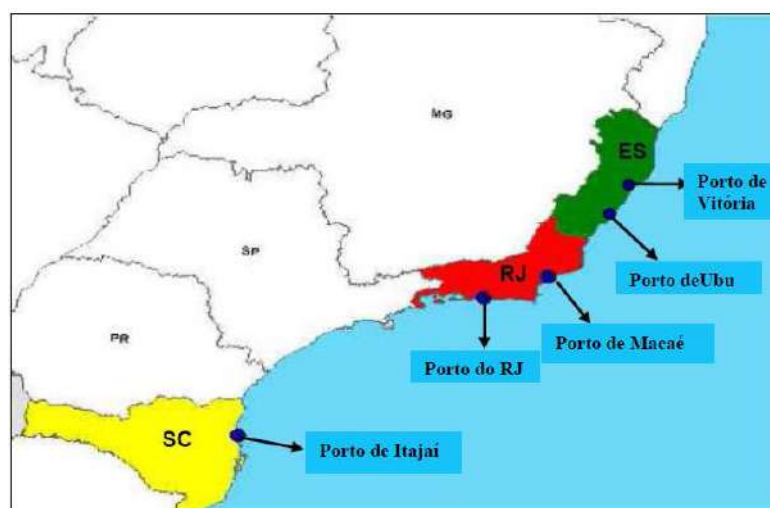 MG
ES
Porto de
Vitória
SP
RJ
Porto deUbu
PR
Porto de Macaé
Porto do RJ
SC
Porto de Itajaí